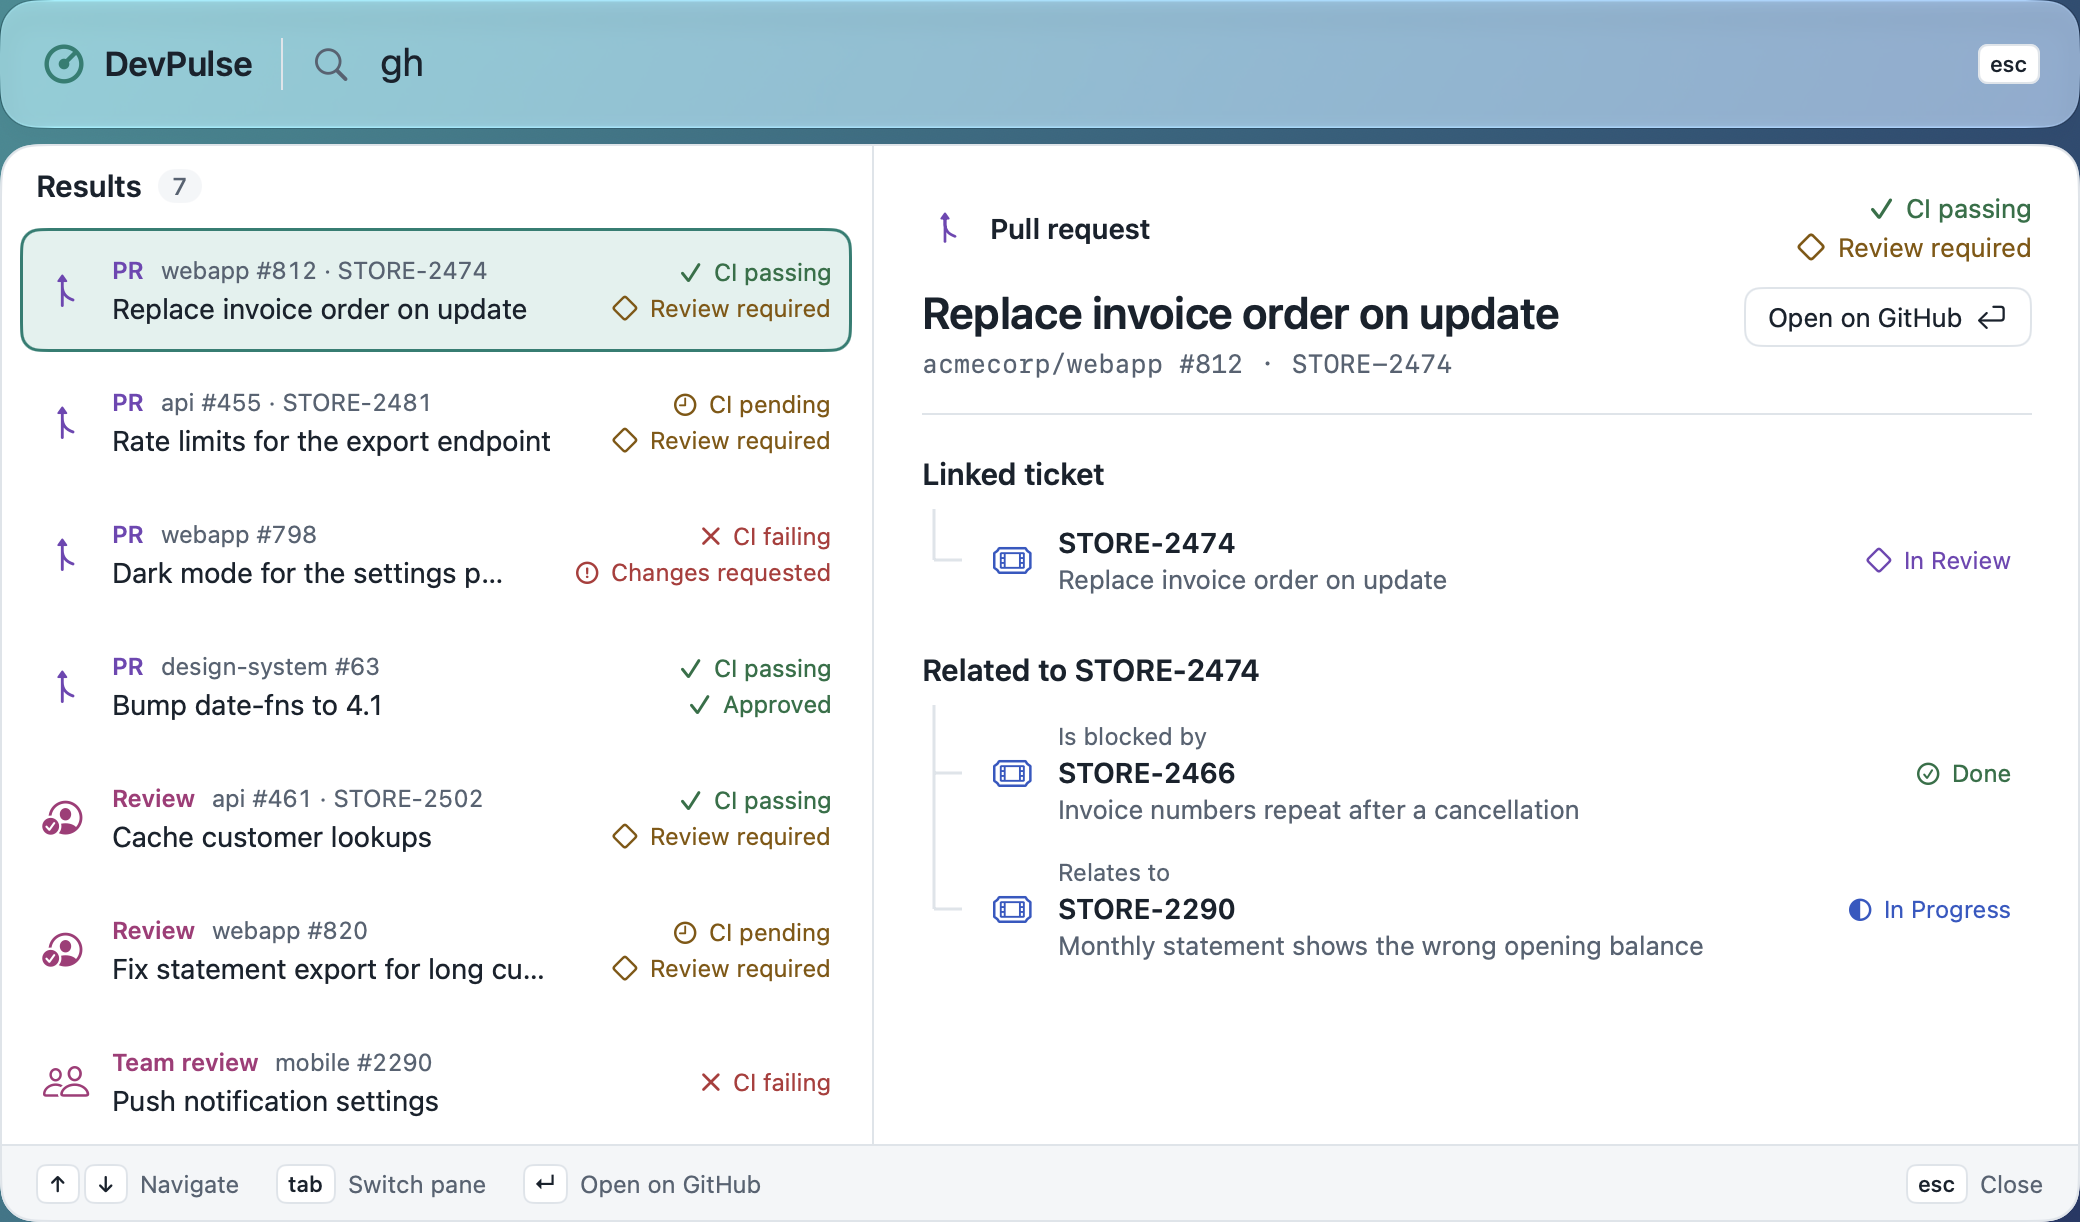 DevPulse
gh
esc
Results 7
PR webapp #812 · STORE-2474
CI passing
Replace invoice order on update
Review required
PR api #455 · STORE-2481
CI pending
Rate limits for the export endpoint
Review required
PR webapp #798
CI failing
Dark mode for the settings p...
Changes requested
PR design-system #63
CI passing
Bump date-fns to 4.1
Approved
Review api #461 · STORE-2502
CI passing
Cache customer lookups
Review required
Review webapp #820
CI pending
Fix statement export for long cu...
Review required
Team review mobile #2290
CI failing
Push notification settings
Pull request
CI passing
Review required
Replace invoice order on update
Open on GitHub
acmecorp/webapp #812 · STORE-2474
Linked ticket
STORE-2474
Replace invoice order on update
In Review
Related to STORE-2474
Is blocked by
STORE-2466
Invoice numbers repeat after a cancellation
Done
Relates to
STORE-2290
Monthly statement shows the wrong opening balance
In Progress
↑ ↓ Navigate tab Switch pane ↵ Open on GitHub
esc Close